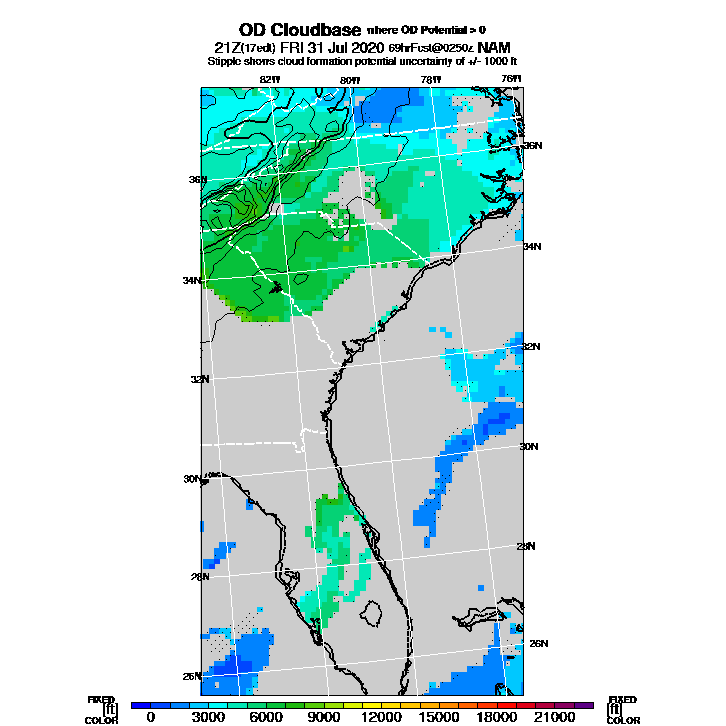 OD Cloudbase where OD Potential > 0
21Z(17edt) FRI 31 Jul 2020 69hrFcst@0250z NAM
Stipple shows cloud formation potential uncertainty of +/- 1000 ft
82W 80W 78W 76W
36N
36N
34N
34N
32N
32N
30N
30N
28N
28N
26N
26N
FIXED FIXED
[ft] 0 3000 6000 9000 12000 15000 18000 21000 [ft]
COLOR COLOR